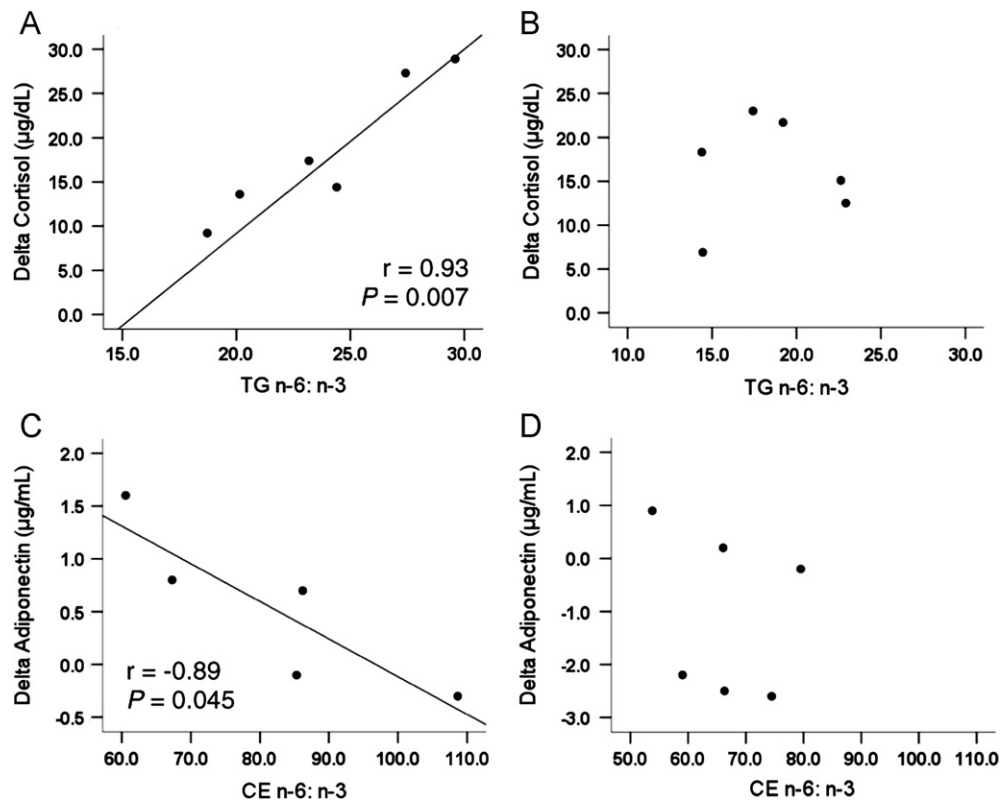 A
Delta Cortisol (µg/dL)
30.0
25.0
20.0
15.0
10.0
5.0
0.0
r = 0.93
P = 0.007
15.0 20.0 25.0 30.0
TG n-6: n-3
B
Delta Cortisol (µg/dL)
30.0
25.0
20.0
15.0
10.0
5.0
0.0
10.0 15.0 20.0 25.0 30.0
TG n-6: n-3
C
Delta Adiponectin (µg/mL)
2.0
1.5
1.0
0.5
0.0
-0.5
r = -0.89
P = 0.045
60.0 70.0 80.0 90.0 100.0 110.0
CE n-6: n-3
D
Delta Adiponectin (µg/mL)
2.0
1.0
0.0
-1.0
-2.0
-3.0
50.0 60.0 70.0 80.0 90.0 100.0 110.0
CE n-6: n-3